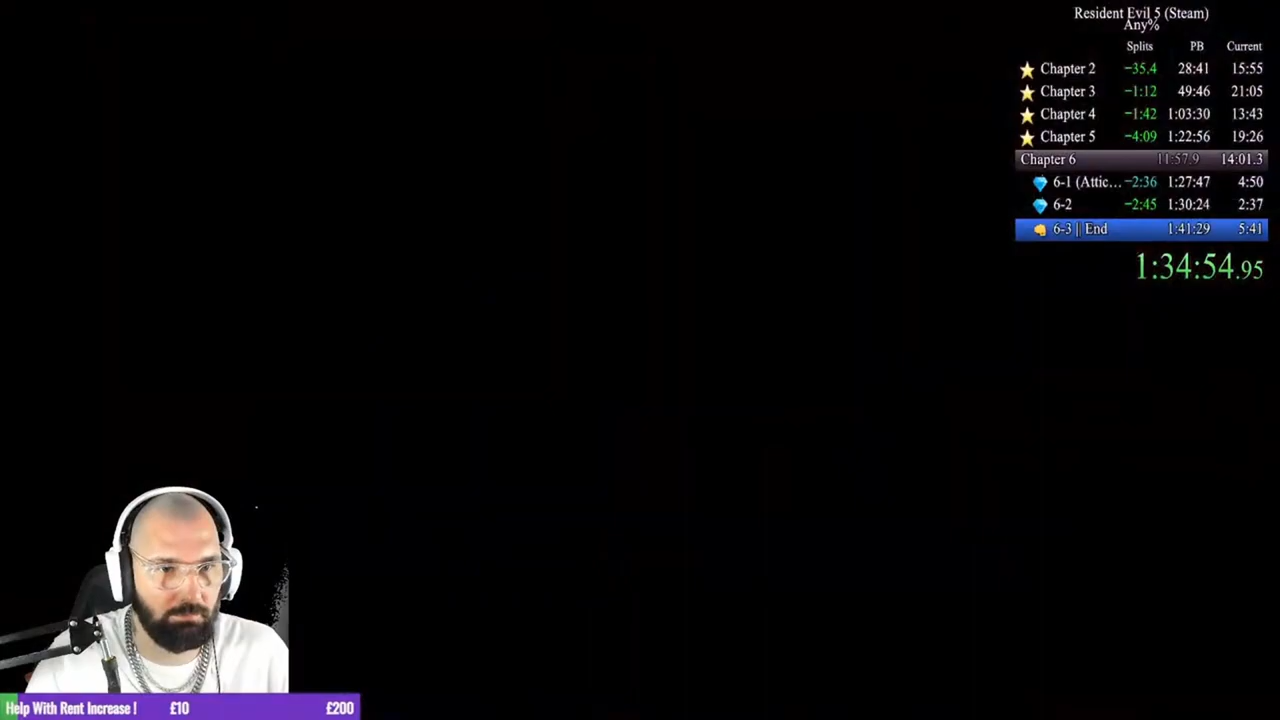 Resident Evil 5 (Steam)
Any%
Splits PB Current
Chapter 2 -35.4 28:41 15:55
Chapter 3 -1:12 49:46 21:05
Chapter 4 -1:42 1:03:30 13:43
Chapter 5 -4:09 1:22:56 19:26
Chapter 6 11:57.9 14:01.3
6-1 (Attic... -2:36 1:27:47 4:50
6-2 -2:45 1:30:24 2:37
6-3 || End 1:41:29 5:41
1:34:54.95
Help With Rent Increase ! £10 £200